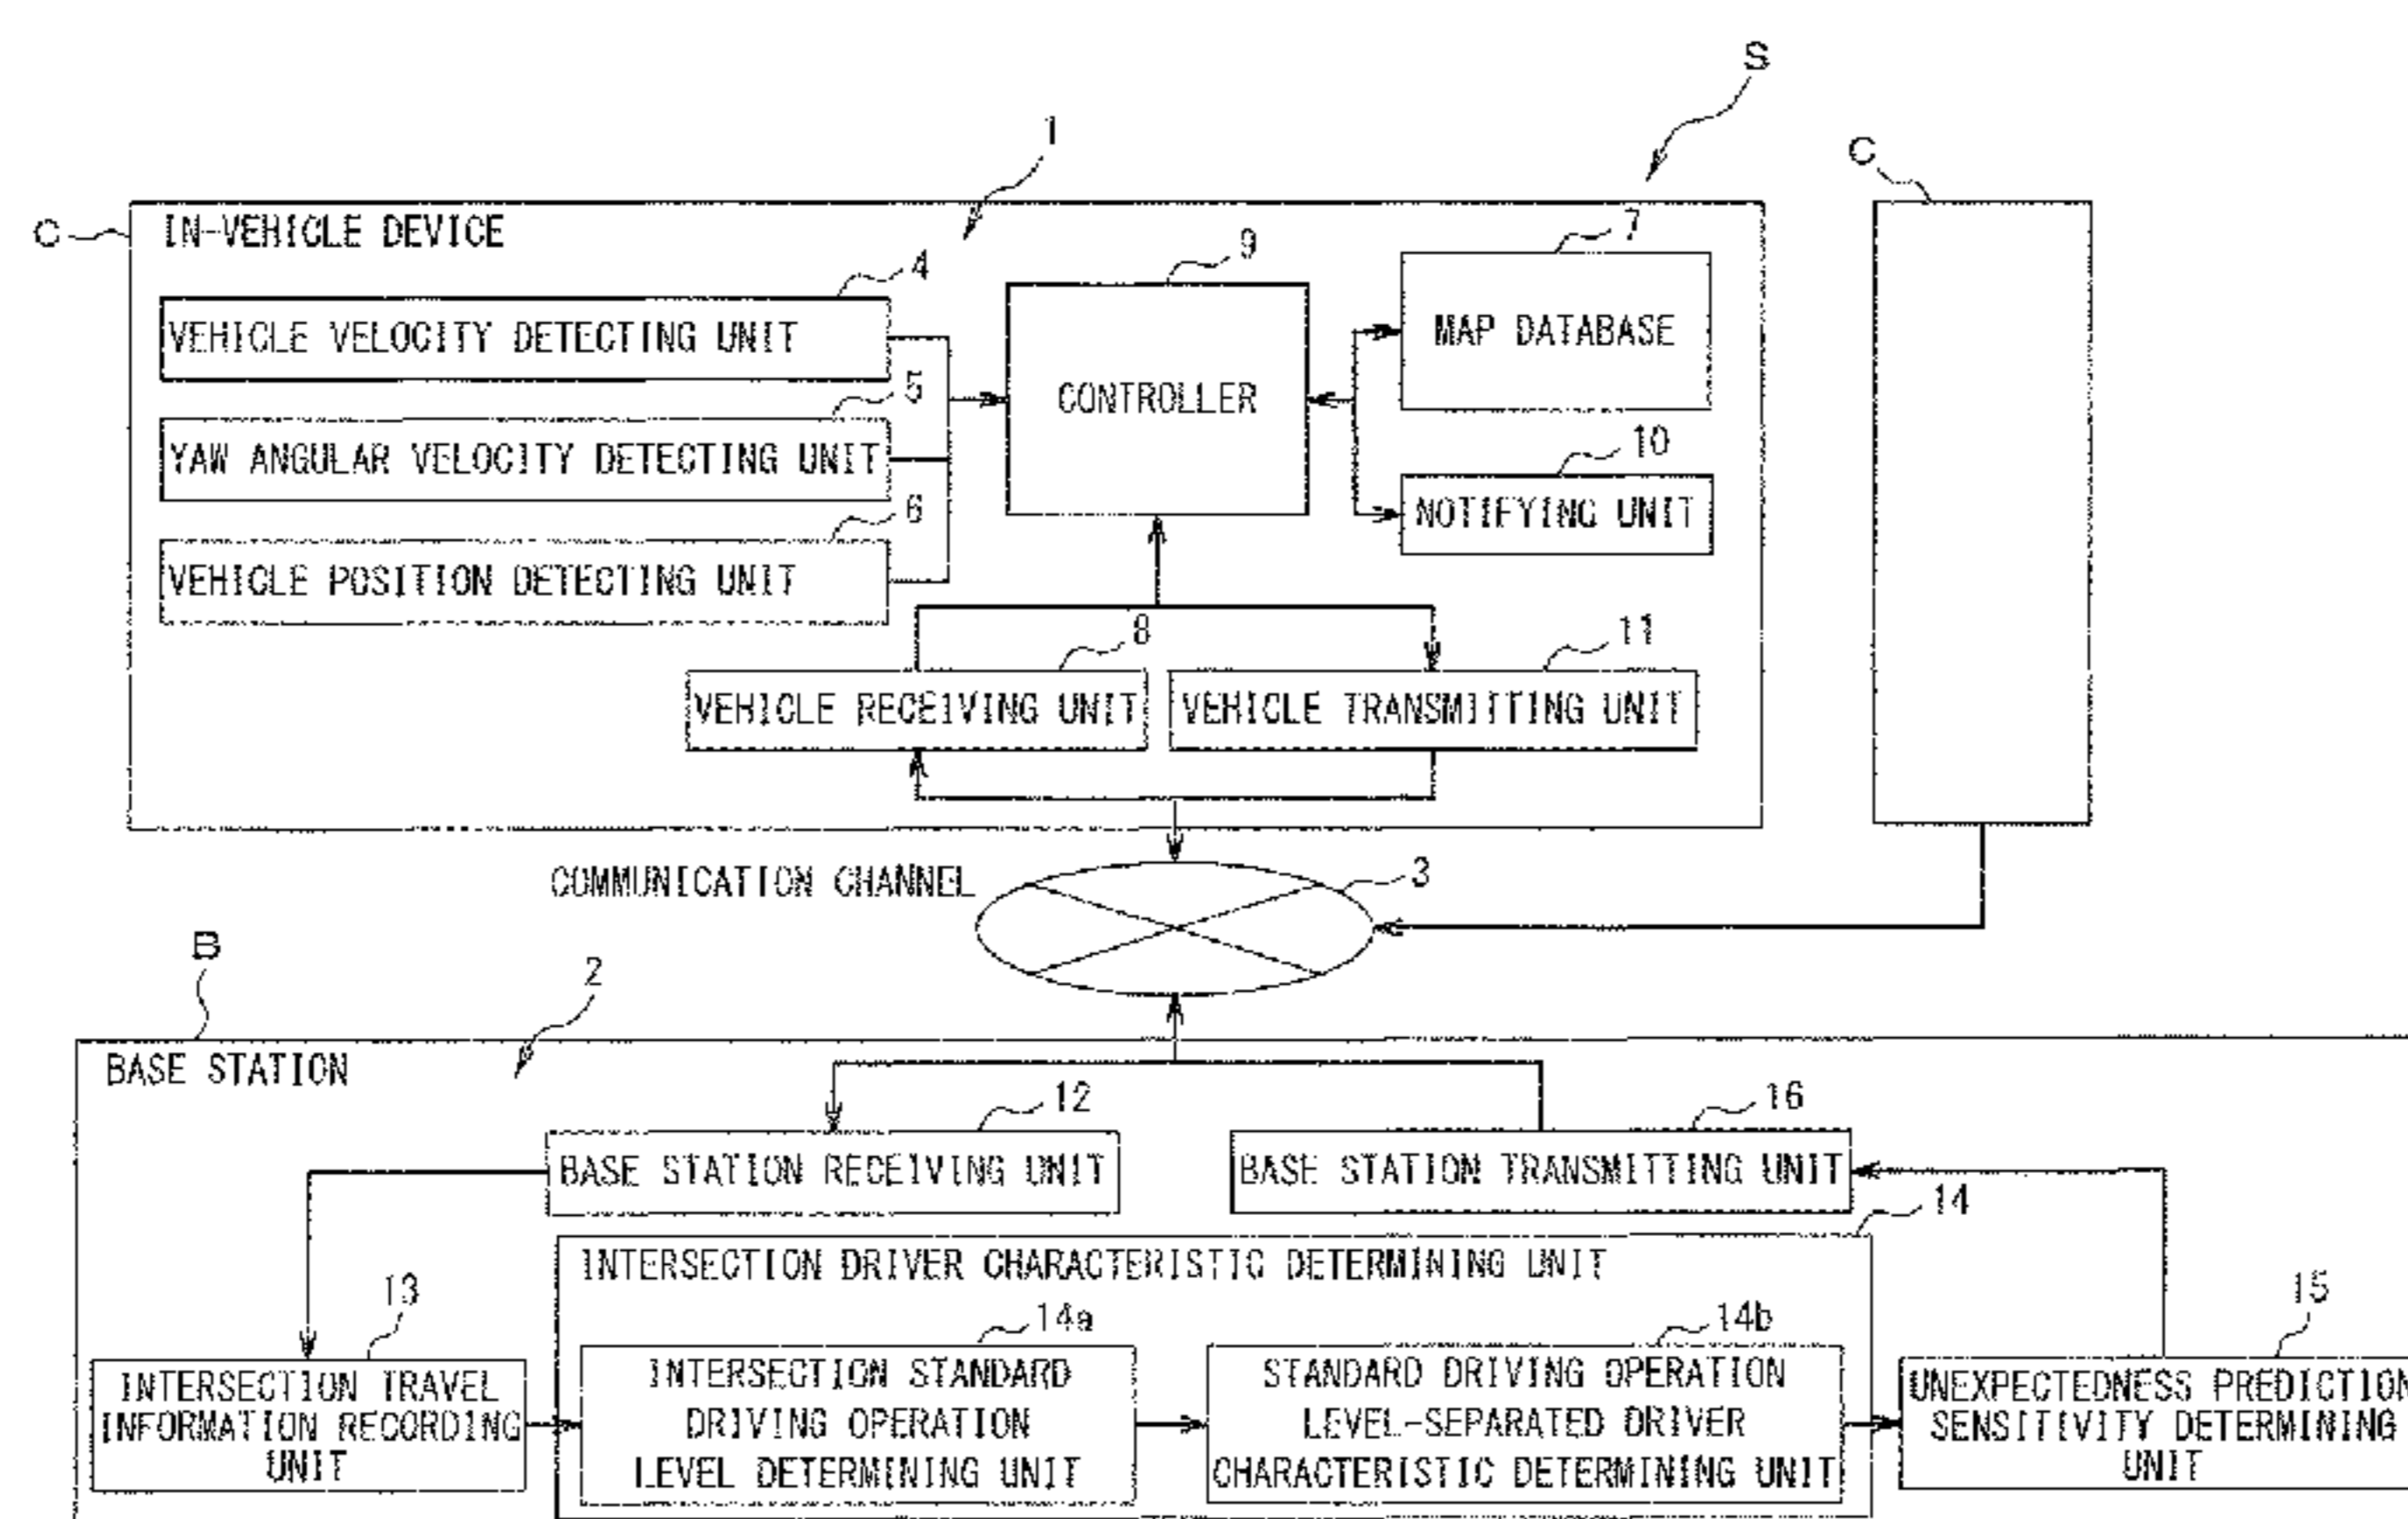 S
1
C
C
IN-VEHICLE DEVICE
4
9
7
VEHICLE VELOCITY DETECTING UNIT
MAP DATABASE
5
CONTROLLER
YAW ANGULAR VELOCITY DETECTING UNIT
10
6
NOTIFYING UNIT
VEHICLE POSITION DETECTING UNIT
8
11
VEHICLE RECEIVING UNIT
VEHICLE TRANSMITTING UNIT
COMMUNICATION CHANNEL
3
B
2
BASE STATION
12
16
BASE STATION RECEIVING UNIT
BASE STATION TRANSMITTING UNIT
14
INTERSECTION DRIVER CHARACTERISTIC DETERMINING UNIT
13
14a
14b
15
INTERSECTION TRAVEL
INFORMATION RECORDING
UNIT
INTERSECTION STANDARD
DRIVING OPERATION
LEVEL DETERMINING UNIT
STANDARD DRIVING OPERATION
LEVEL-SEPARATED DRIVER
CHARACTERISTIC DETERMINING UNIT
UNEXPECTEDNESS PREDICTION
SENSITIVITY DETERMINING
UNIT